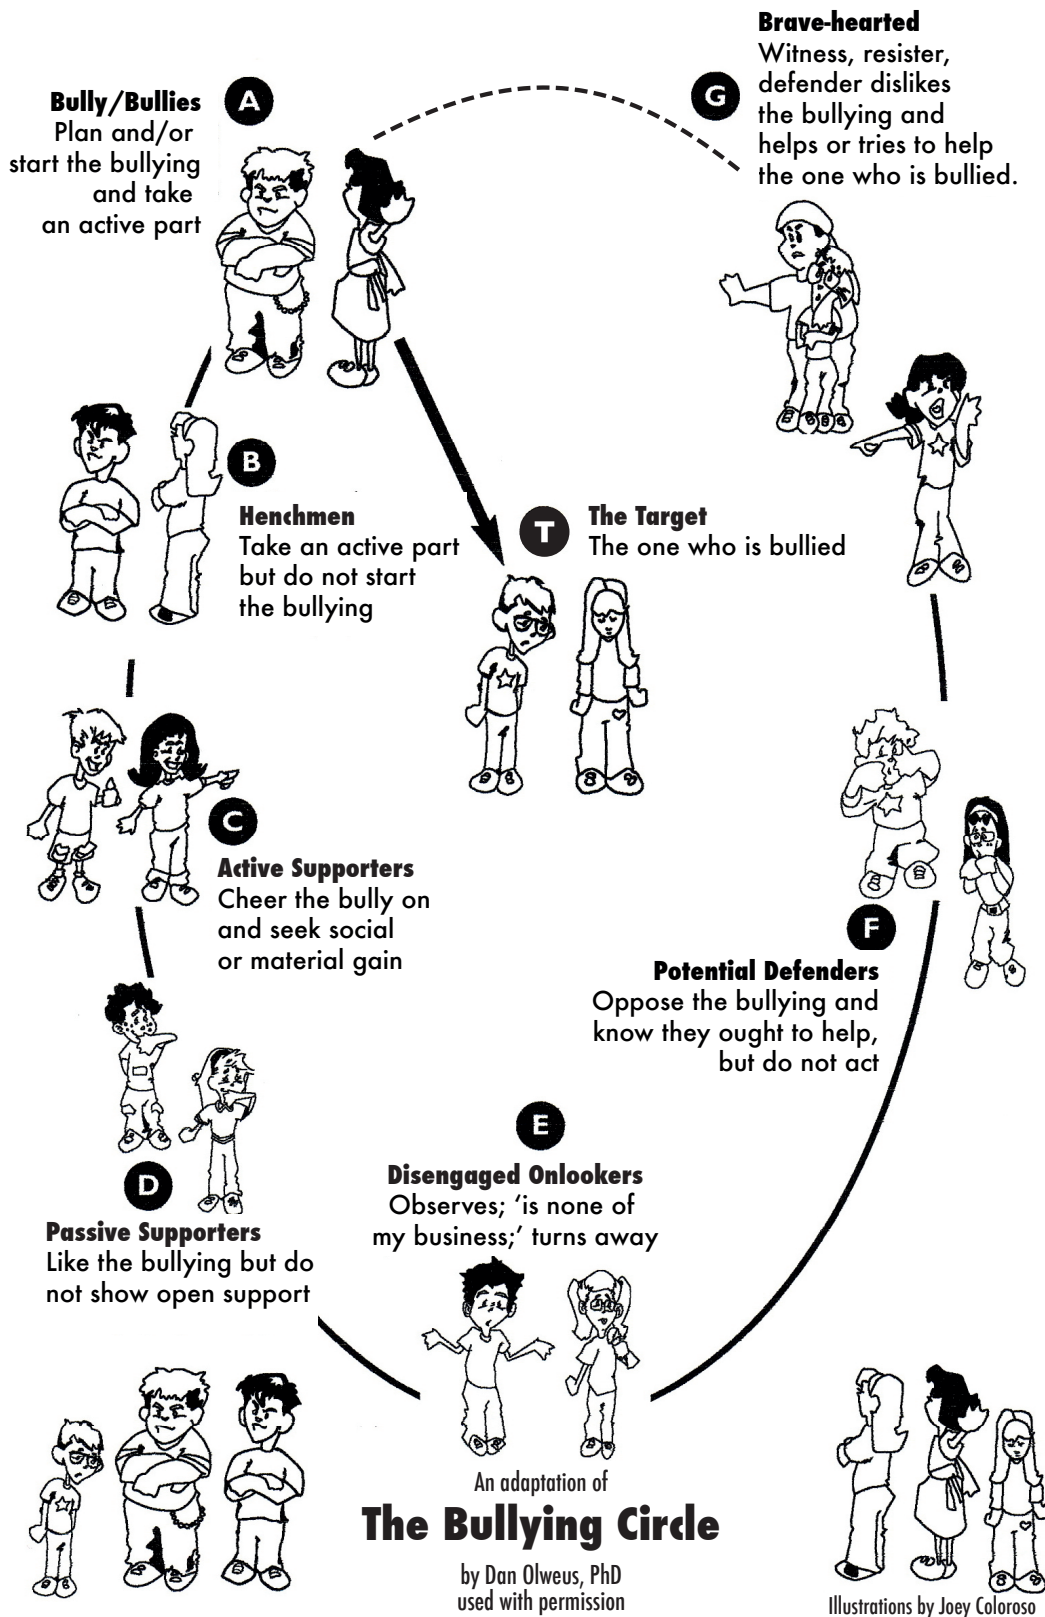 A
Bully/Bullies
Plan and/or
start the bullying
and take
an active part
G
Brave-hearted
Witness, resister,
defender dislikes
the bullying and
helps or tries to help
the one who is bullied.
B
Henchmen
Take an active part
but do not start
the bullying
T
The Target
The one who is bullied
C
Active Supporters
Cheer the bully on
and seek social
or material gain
F
Potential Defenders
Oppose the bullying and
know they ought to help,
but do not act
D
Passive Supporters
Like the bullying but do
not show open support
E
Disengaged Onlookers
Observes; ‘is none of
my business;’ turns away
An adaptation of
The Bullying Circle
by Dan Olweus, PhD
used with permission
Illustrations by Joey Coloroso